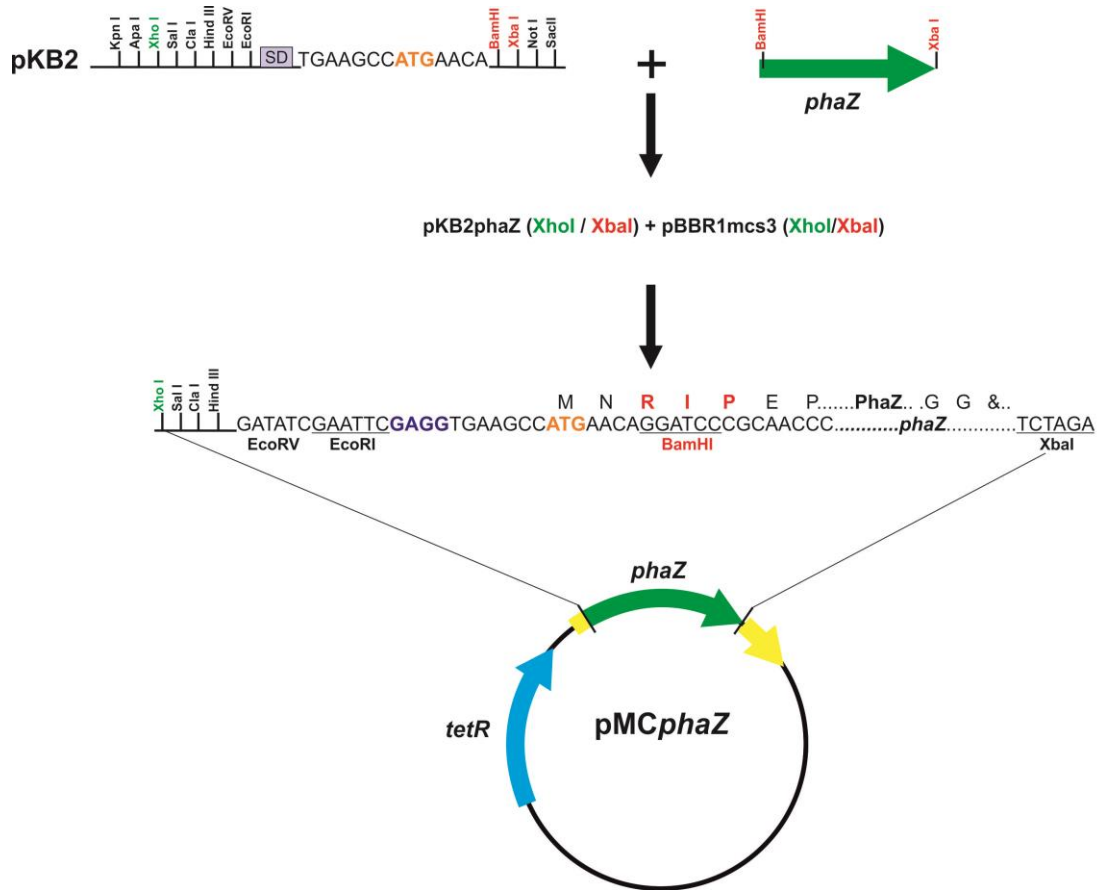 Kpn I Apa I Xho I Sal I Cla I Hind III EcoRV EcoRI BamHI Xba I Not I SacII
pKB2 SD TGAAGCCATGAACA + BamHI Xba I
phaZ
pKB2phaZ (XhoI / XbaI) + pBBR1mcs3 (XhoI/XbaI)
Xho I Sal I Cla I Hind III
M N R I P E P......PhaZ.. .G G &..
GATATCGAATTCGAGGTGAAGCCATGAACAGGATCCCGCAACCC............phaZ............TCTAGA
EcoRV EcoRI BamHI XbaI
phaZ
tetR
pMCphaZ